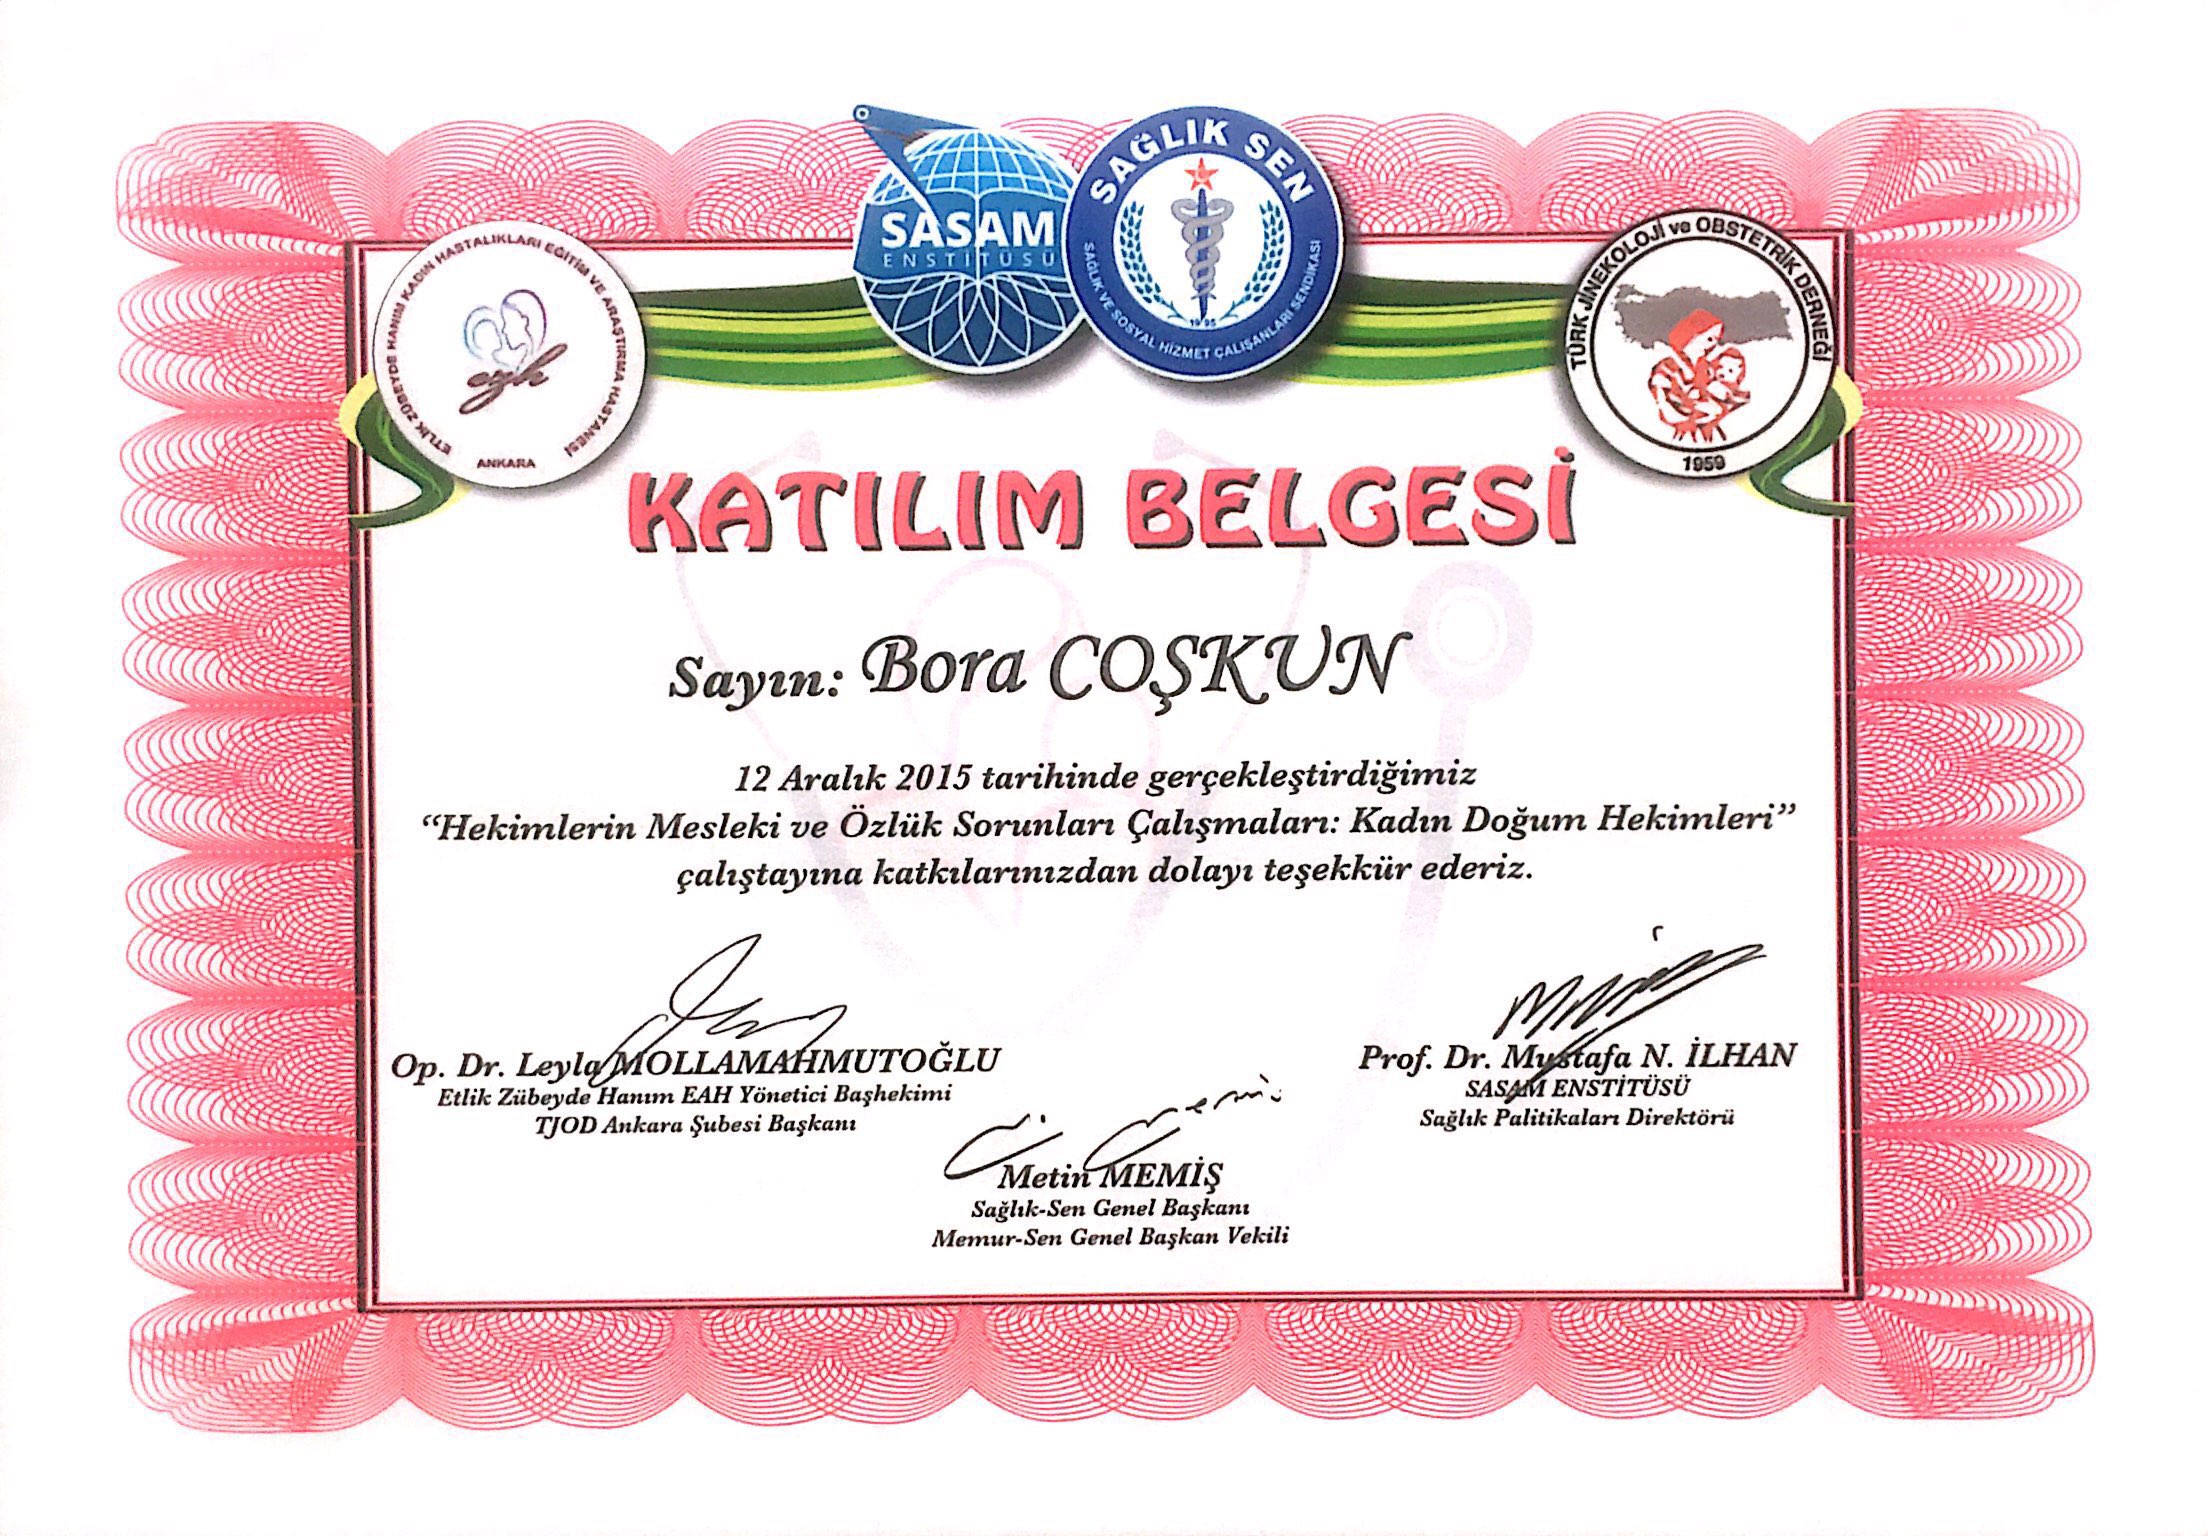 SAĞLIK SEN
SAĞLIK VE SOSYAL HİZMET ÇALIŞANLARI SENDİKASI
1995
SASAM
ENSTİTÜSÜ
ETLİK ZÜBEYDE HANIM KADIN HASTALIKLARI EĞİTİM VE ARAŞTIRMA HASTANESİ
ezh
ANKARA
TÜRK JİNEKOLOJİ ve OBSTETRİK DERNEĞİ
1959
KATILIM BELGESİ
Sayın: Bora COŞKUN
12 Aralık 2015 tarihinde gerçekleştirdiğimiz
“Hekimlerin Mesleki ve Özlük Sorunları Çalışmaları: Kadın Doğum Hekimleri”
çalıştayına katkılarınızdan dolayı teşekkür ederiz.
Op. Dr. Leyla MOLLAMAHMUTOĞLU
Etlik Zübeyde Hanım EAH Yönetici Başhekimi
TJOD Ankara Şubesi Başkanı
Prof. Dr. Mustafa N. İLHAN
SASAM ENSTİTÜSÜ
Sağlık Palitikaları Direktörü
Metin MEMİŞ
Sağlık-Sen Genel Başkanı
Memur-Sen Genel Başkan Vekili